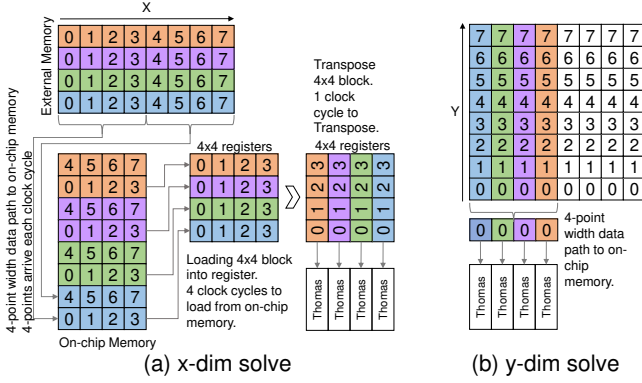 X
External Memory
0 1 2 3 4 5 6 7
0 1 2 3 4 5 6 7
0 1 2 3 4 5 6 7
0 1 2 3 4 5 6 7
4-point width data path to on-chip memory
4-points arrive each clock cycle
4 5 6 7
0 1 2 3
4 5 6 7
0 1 2 3
4 5 6 7
0 1 2 3
4 5 6 7
0 1 2 3
On-chip Memory
4x4 registers
0 1 2 3
0 1 2 3
0 1 2 3
0 1 2 3
Loading 4x4 block
into register.
4 clock cycles to
load from on-chip
memory.
Transpose
4x4 block.
1 clock
cycle to
Transpose.
4x4 registers
3 3 3 3
2 2 2 2
1 1 1 1
0 0 0 0
Thomas Thomas Thomas Thomas
(a) x-dim solve
Y
7 7 7 7 7 7 7 7
6 6 6 6 6 6 6 6
5 5 5 5 5 5 5 5
4 4 4 4 4 4 4 4
3 3 3 3 3 3 3 3
2 2 2 2 2 2 2 2
1 1 1 1 1 1 1 1
0 0 0 0 0 0 0 0
0 0 0 0
4-point
width data
path to on-
chip
memory.
Thomas Thomas Thomas Thomas
(b) y-dim solve